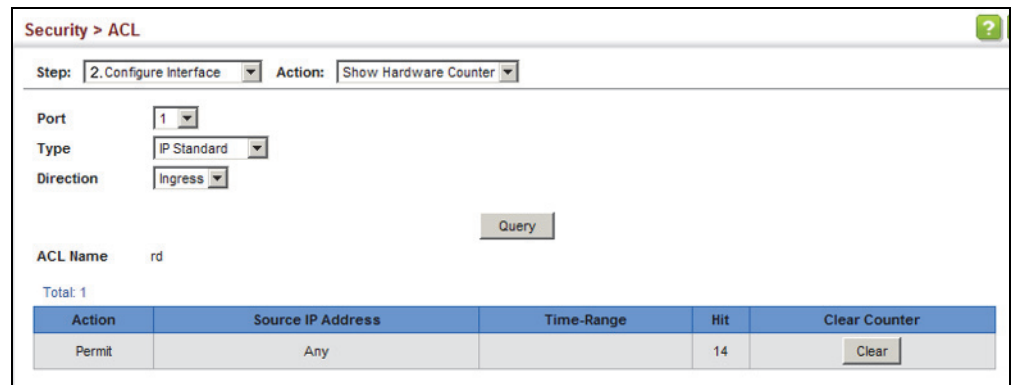 Security > ACL
?
Step: 2. Configure Interface Action: Show Hardware Counter
Port 1
Type IP Standard
Direction Ingress
Query
ACL Name rd
Total: 1
Action Source IP Address Time-Range Hit Clear Counter
Permit Any 14 Clear